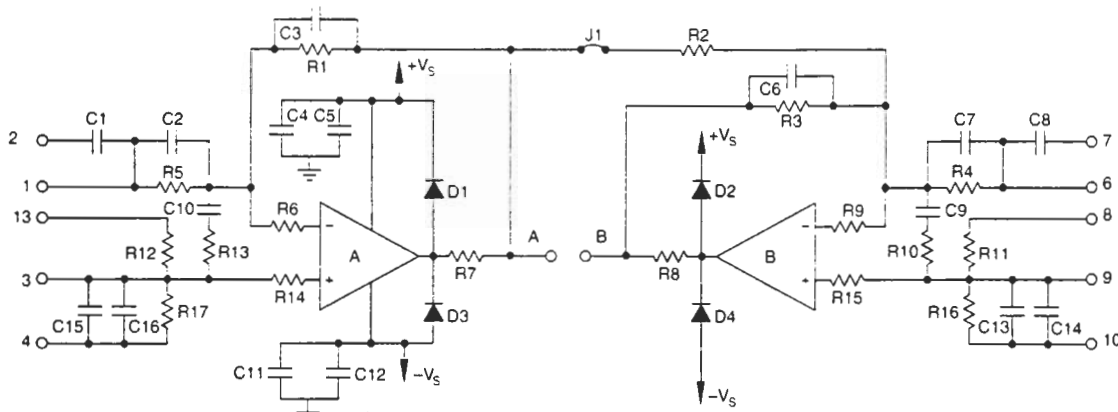 C3
R1
J1
R2
+VS
C6
R3
C4
C5
2
C1
C2
+VS
C7
C8
7
1
R5
D1
D2
R4
6
13
C10
R6
R9
C9
8
R12
R13
−
A
A
B
B
−
R10
R11
3
R14
+
R7
R8
+
R15
9
C15
C16
R17
D3
D4
R16
C13
C14
4
10
C11
C12
−VS
−VS